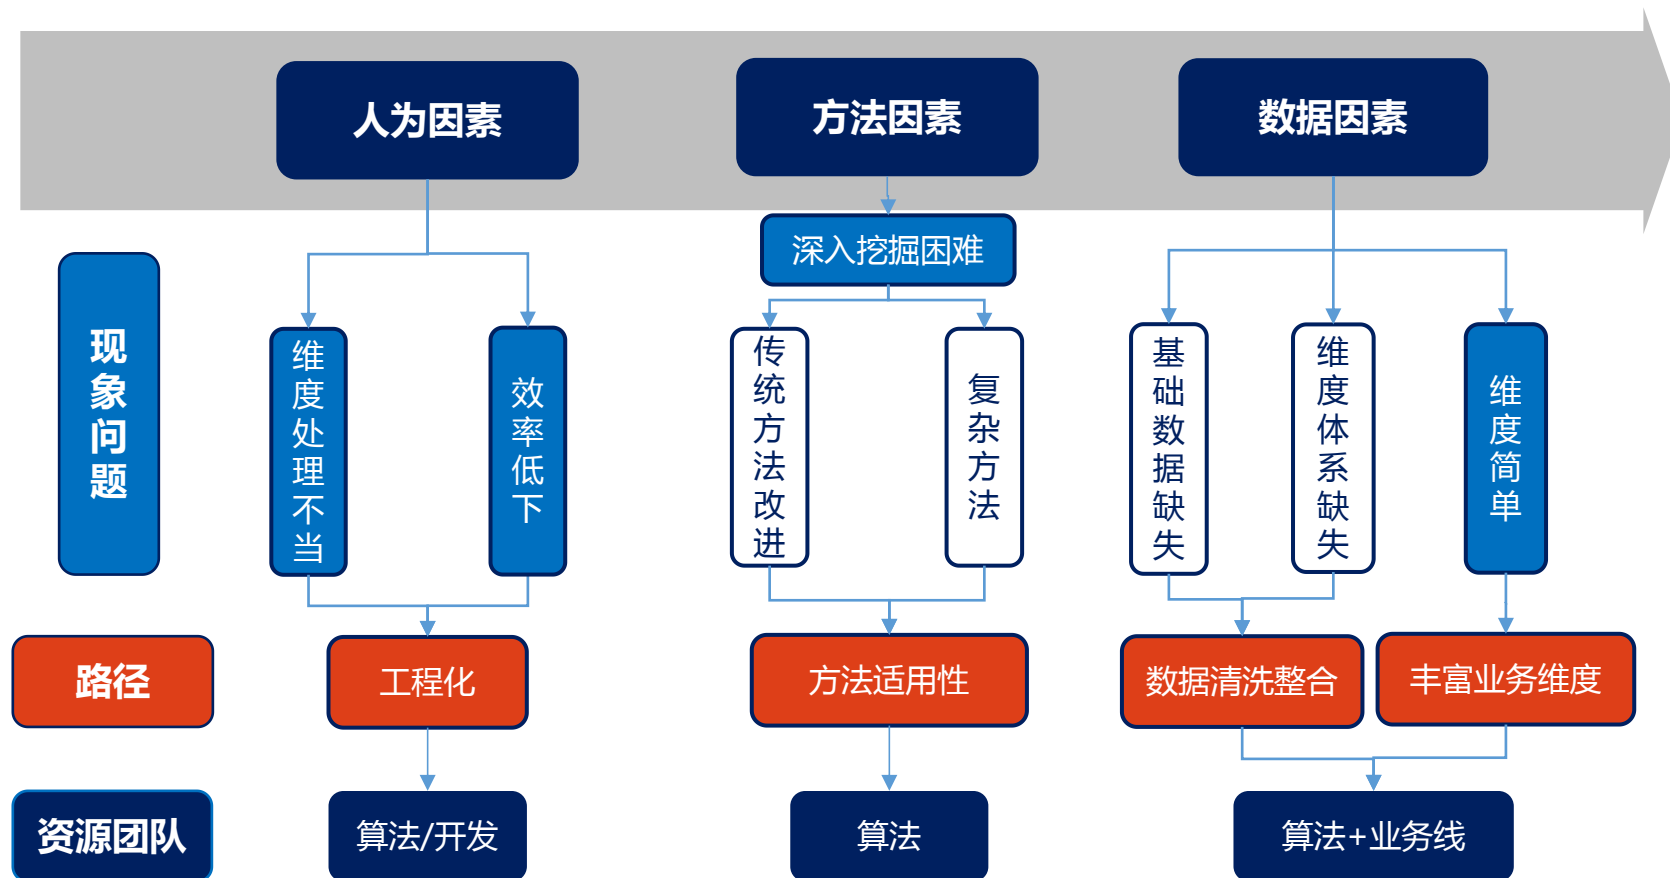 人为因素
方法因素
数据因素
深入挖掘困难
现象问题
维度处理不当
效率低下
传统方法改进
复杂方法
基础数据缺失
维度体系缺失
维度简单
路径
工程化
方法适用性
数据清洗整合
丰富业务维度
资源团队
算法/开发
算法
算法+业务线